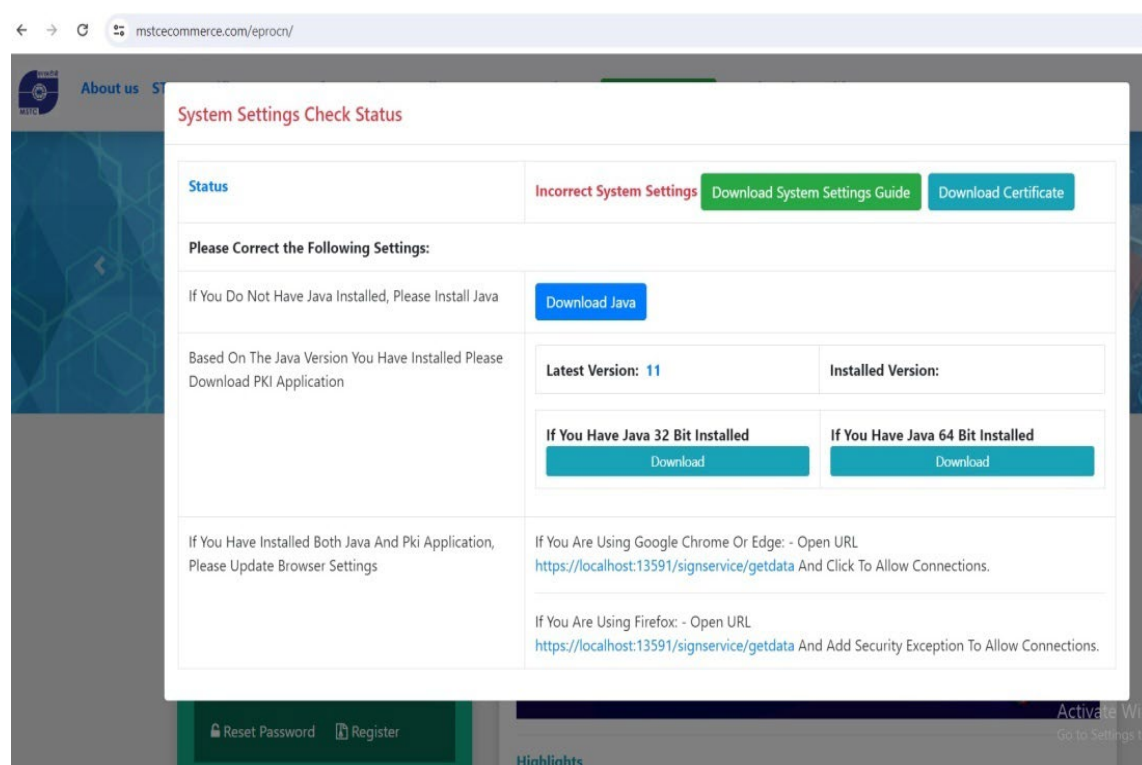 mstcecommerce.com/eprocn/
MSTC
About us
System Settings Check Status
Status
Incorrect System Settings
Download System Settings Guide
Download Certificate
Please Correct the Following Settings:
If You Do Not Have Java Installed, Please Install Java
Download Java
Based On The Java Version You Have Installed Please
Download PKI Application
Latest Version: 11
Installed Version:
If You Have Java 32 Bit Installed
Download
If You Have Java 64 Bit Installed
Download
If You Have Installed Both Java And Pki Application,
Please Update Browser Settings
If You Are Using Google Chrome Or Edge: - Open URL
https://localhost:13591/signservice/getdata And Click To Allow Connections.
If You Are Using Firefox: - Open URL
https://localhost:13591/signservice/getdata And Add Security Exception To Allow Connections.
Reset Password
Register
Highlights
Activate Wi
Go to Settings t